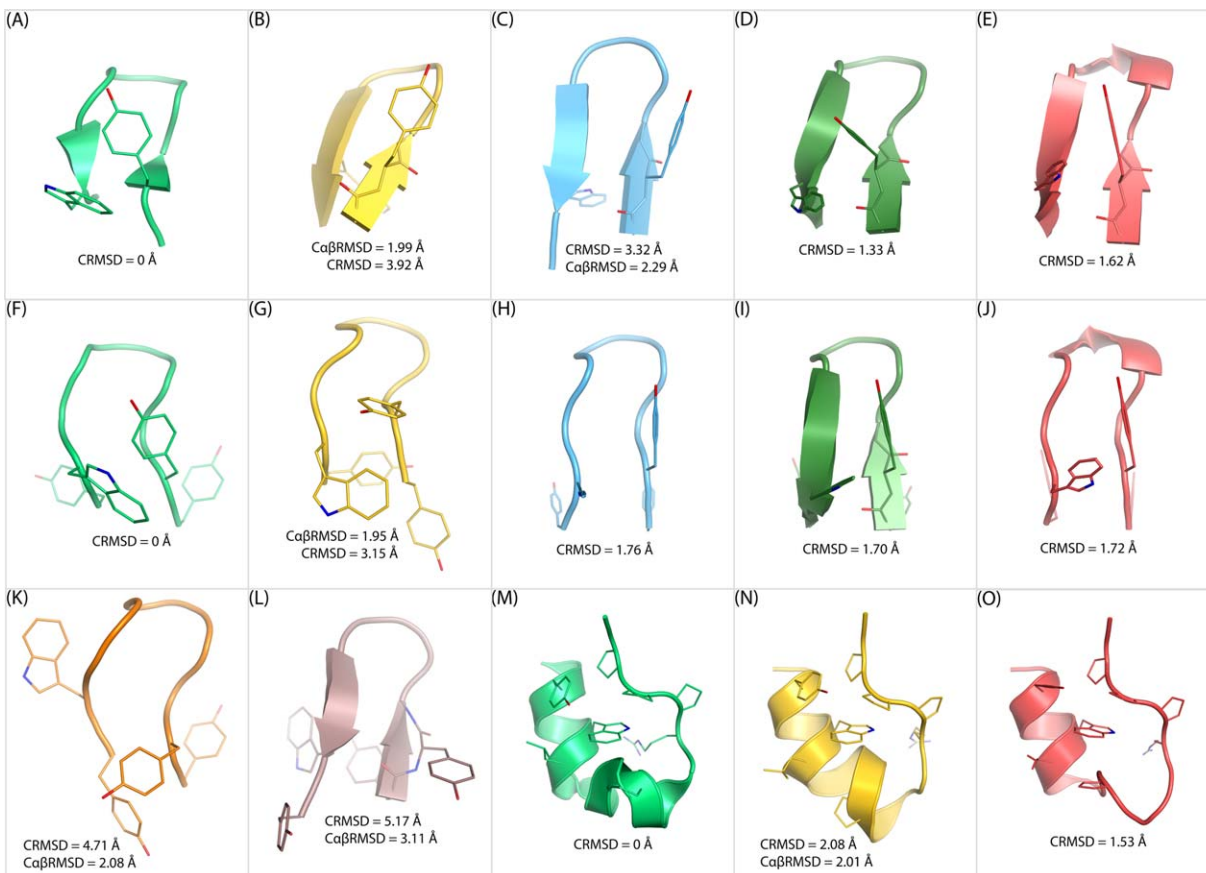 (A)
CRMSD = 0 Å
(B)
CαβRMSD = 1.99 Å
CRMSD = 3.92 Å
(C)
CRMSD = 3.32 Å
CαβRMSD = 2.29 Å
(D)
CRMSD = 1.33 Å
(E)
CRMSD = 1.62 Å
(F)
CRMSD = 0 Å
(G)
CαβRMSD = 1.95 Å
CRMSD = 3.15 Å
(H)
CRMSD = 1.76 Å
(I)
CRMSD = 1.70 Å
(J)
CRMSD = 1.72 Å
(K)
CRMSD = 4.71 Å
CαβRMSD = 2.08 Å
(L)
CRMSD = 5.17 Å
CαβRMSD = 3.11 Å
(M)
CRMSD = 0 Å
(N)
CRMSD = 2.08 Å
CαβRMSD = 2.01 Å
(O)
CRMSD = 1.53 Å